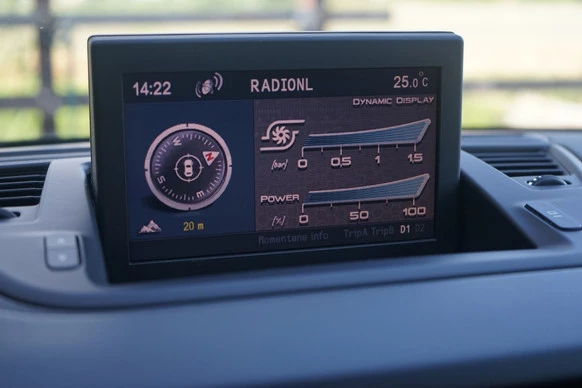 14:22 RADIONL 25.0°C
DYNAMIC DISPLAY
N
W
E
S
[bar] 0 0.5 1 1.5
POWER
[%] 0 50 100
20 m
Momentane info TripA TripB D1 D2